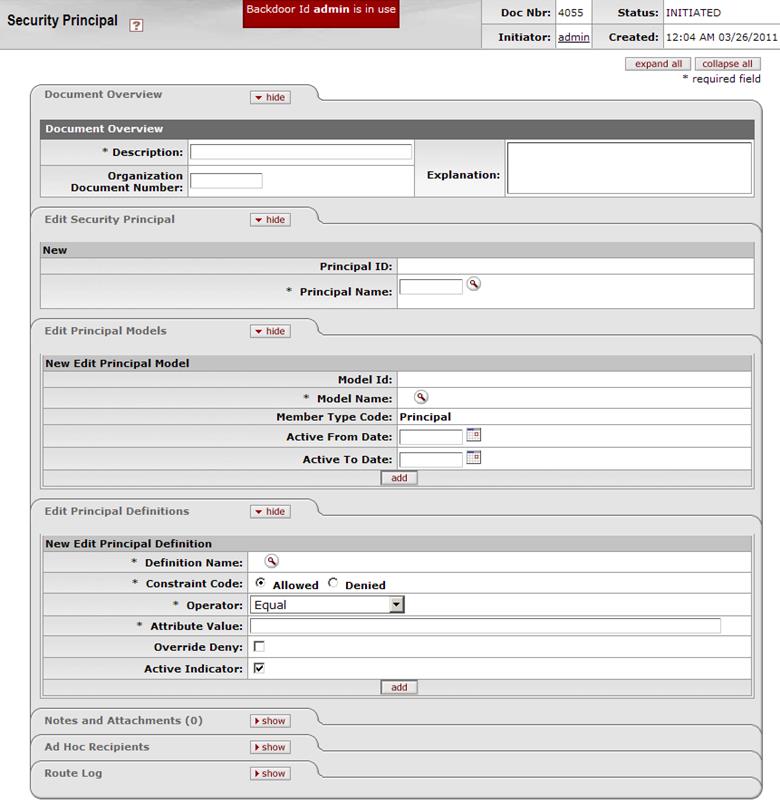 Backdoor Id admin is in use
Security Principal ?
Doc Nbr: 4055 Status: INITIATED
Initiator: admin Created: 12:04 AM 03/26/2011
expand all collapse all
* required field
Document Overview hide
Document Overview
* Description:
Organization
Document Number:
Explanation:
Edit Security Principal hide
New
Principal ID:
* Principal Name:
Edit Principal Models hide
New Edit Principal Model
Model Id:
* Model Name:
Member Type Code: Principal
Active From Date:
Active To Date:
add
Edit Principal Definitions hide
New Edit Principal Definition
* Definition Name:
* Constraint Code: Allowed Denied
* Operator: Equal
* Attribute Value:
Override Deny:
Active Indicator:
add
Notes and Attachments (0) show
Ad Hoc Recipients show
Route Log show